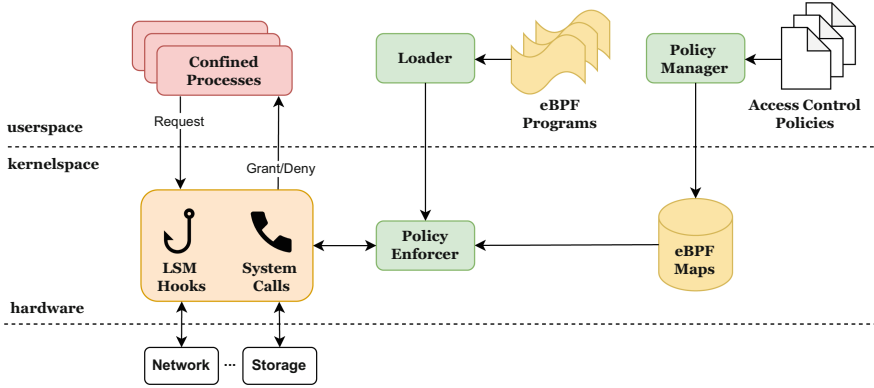 Confined
Processes
Loader
eBPF
Programs
Policy
Manager
Access Control
Policies
Request
userspace
kernelspace
Grant/Deny
LSM
Hooks
System
Calls
Policy
Enforcer
eBPF
Maps
hardware
Network
...
Storage